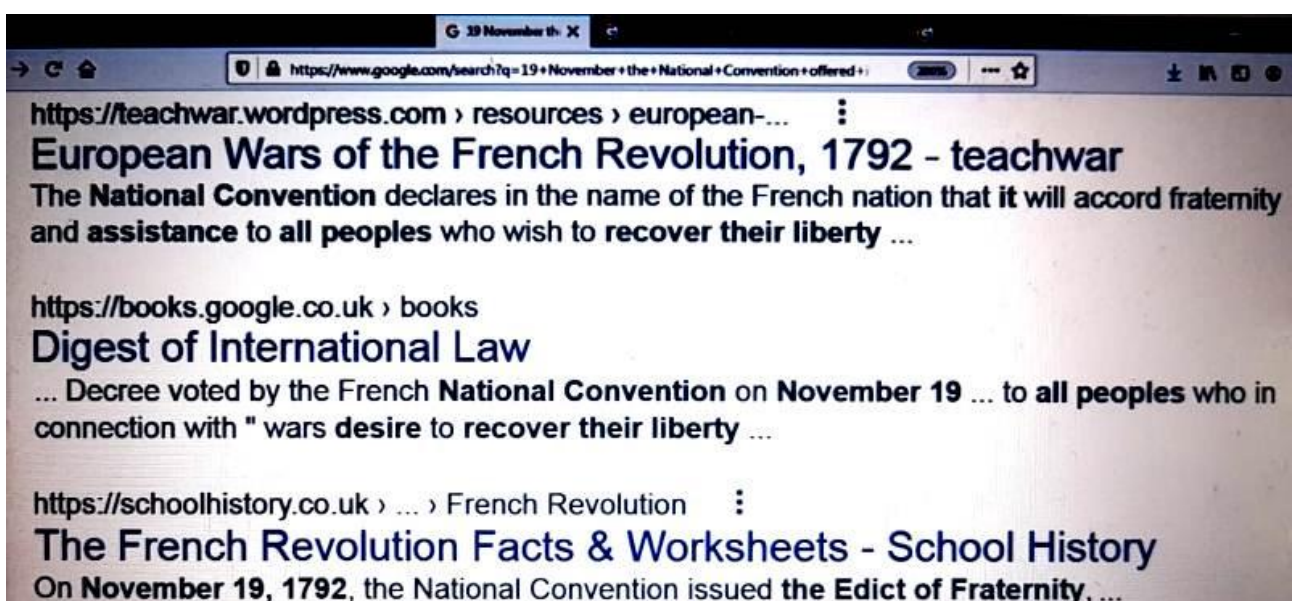 G 19 November th X
https://www.google.com/search?q=19+November+the+National+Convention+offered+
https://teachwar.wordpress.com › resources › european-...
European Wars of the French Revolution, 1792 - teachwar
The National Convention declares in the name of the French nation that it will accord fraternity
and assistance to all peoples who wish to recover their liberty ...
https://books.google.co.uk › books
Digest of International Law
... Decree voted by the French National Convention on November 19 ... to all peoples who in
connection with " wars desire to recover their liberty ...
https://schoolhistory.co.uk › ... › French Revolution
The French Revolution Facts & Worksheets - School History
On November 19, 1792, the National Convention issued the Edict of Fraternity, ...